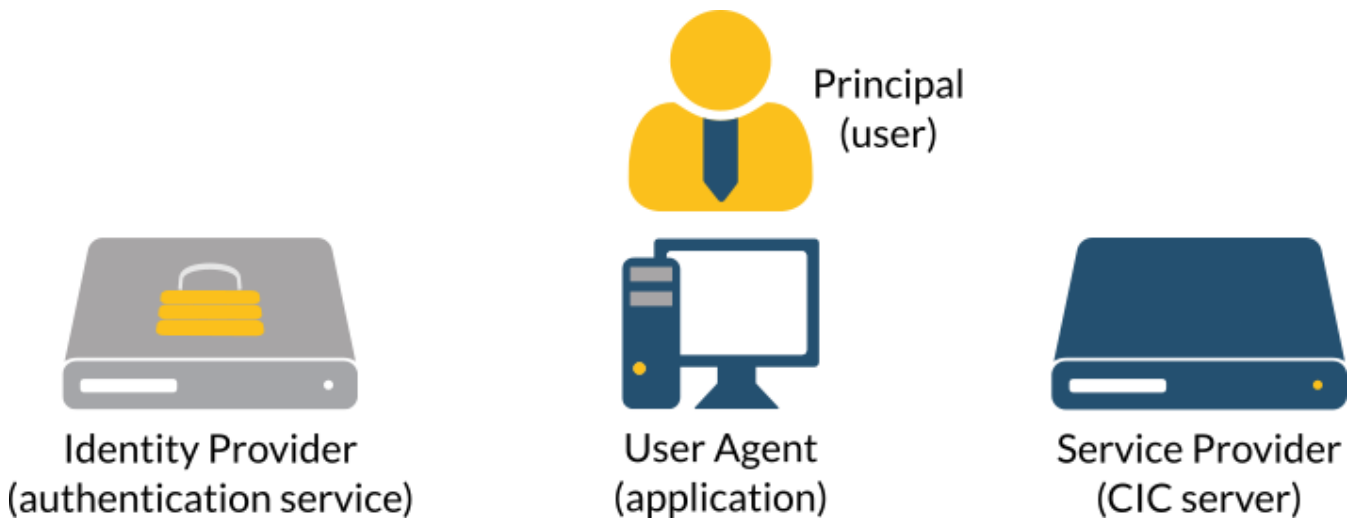 Principal
(user)
Identity Provider
(authentication service)
User Agent
(application)
Service Provider
(CIC server)